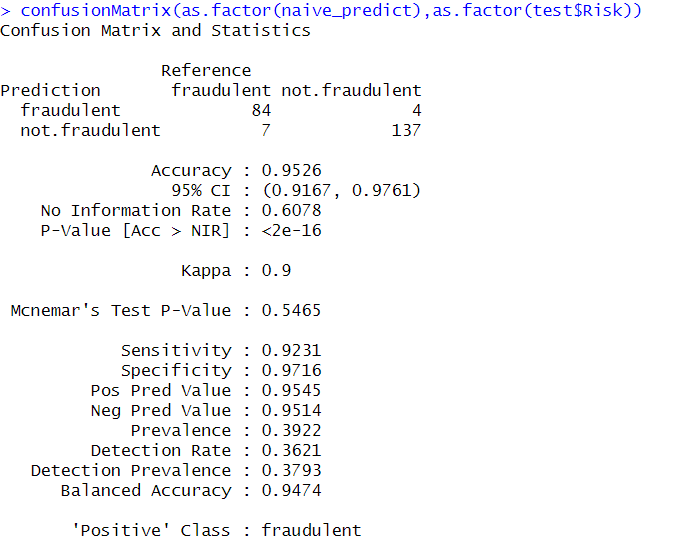 > confusionMatrix(as.factor(naive_predict),as.factor(test$Risk))
Confusion Matrix and Statistics
Reference
Prediction fraudulent not.fraudulent
fraudulent 84 4
not.fraudulent 7 137
Accuracy : 0.9526
95% CI : (0.9167, 0.9761)
No Information Rate : 0.6078
P-Value [Acc > NIR] : <2e-16
Kappa : 0.9
Mcnemar's Test P-Value : 0.5465
Sensitivity : 0.9231
Specificity : 0.9716
Pos Pred Value : 0.9545
Neg Pred Value : 0.9514
Prevalence : 0.3922
Detection Rate : 0.3621
Detection Prevalence : 0.3793
Balanced Accuracy : 0.9474
'Positive' Class : fraudulent